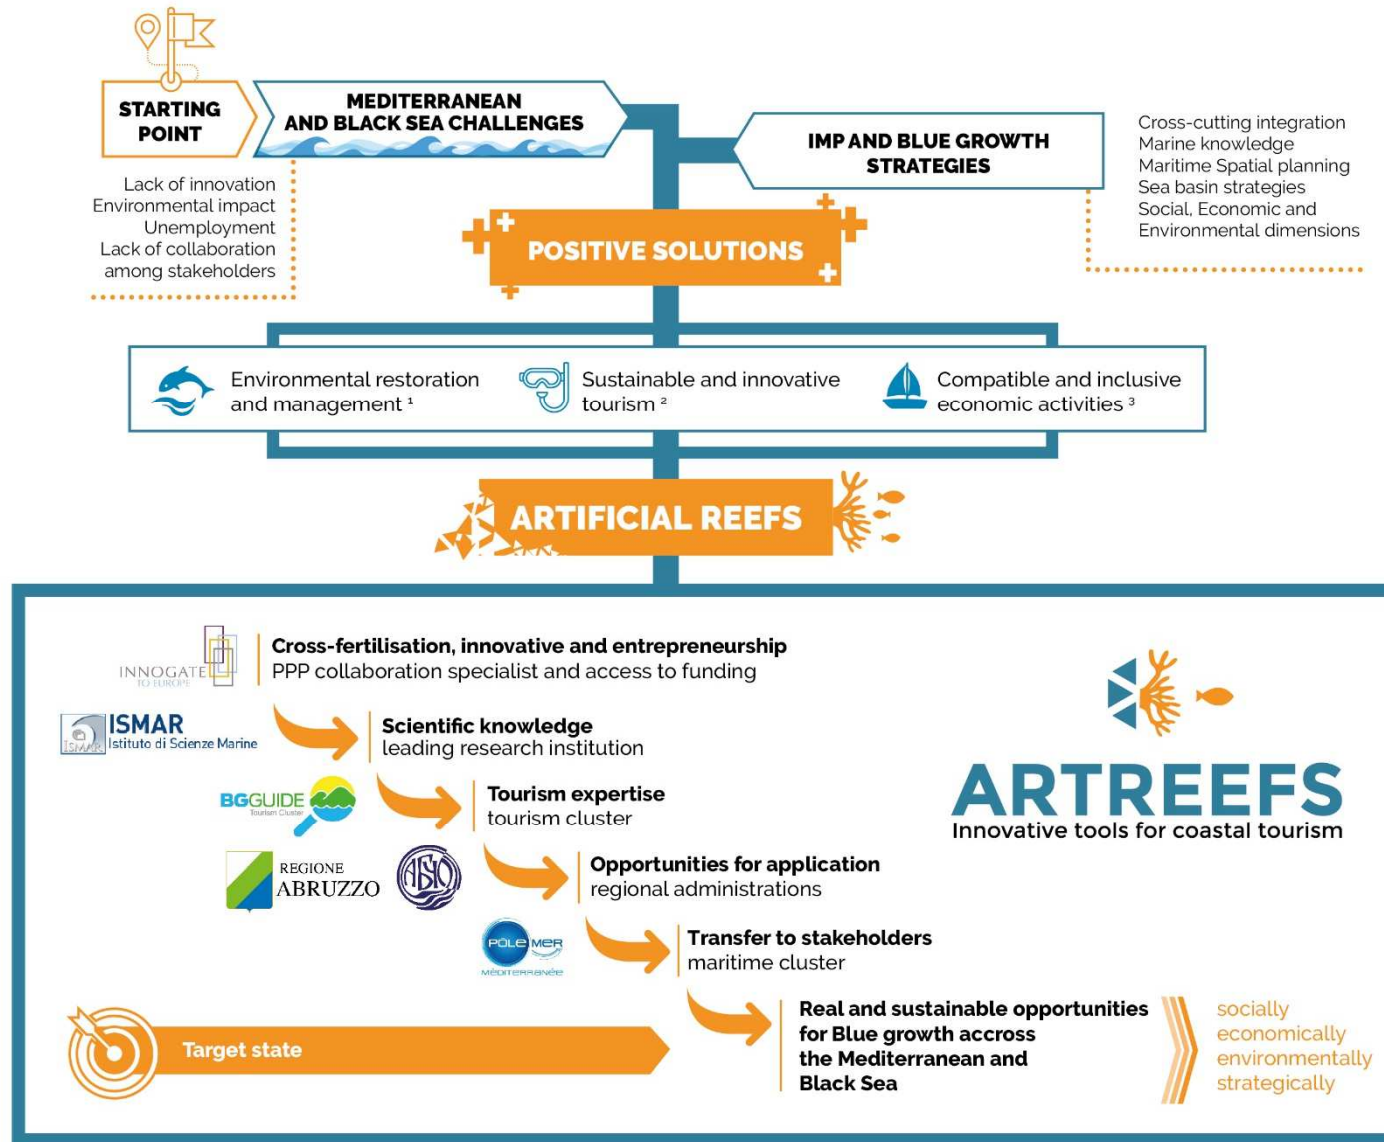 STARTING
POINT
MEDITERRANEAN
AND BLACK SEA CHALLENGES
IMP AND BLUE GROWTH
STRATEGIES
Cross-cutting integration
Marine knowledge
Maritime Spatial planning
Sea basin strategies
Social, Economic and
Environmental dimensions
Lack of innovation
Environmental impact
Unemployment
Lack of collaboration
among stakeholders
POSITIVE SOLUTIONS
Environmental restoration
and management ¹
Sustainable and innovative
tourism ²
Compatible and inclusive
economic activities ³
ARTIFICIAL REEFS
INNOGATE
TO EUROPE
Cross-fertilisation, innovative and entrepreneurship
PPP collaboration specialist and access to funding
ISMAR
ISMAR
Istituto di Scienze Marine
Scientific knowledge
leading research institution
BGGUIDE
Tourism Cluster
Tourism expertise
tourism cluster
REGIONE
ABRUZZO
Opportunities for application
regional administrations
PÔLE MER
MÉDITERRANÉE
Transfer to stakeholders
maritime cluster
Target state
Real and sustainable opportunities
for Blue growth accross
the Mediterranean and
Black Sea
socially
economically
environmentally
strategically
ARTREEFS
Innovative tools for coastal tourism